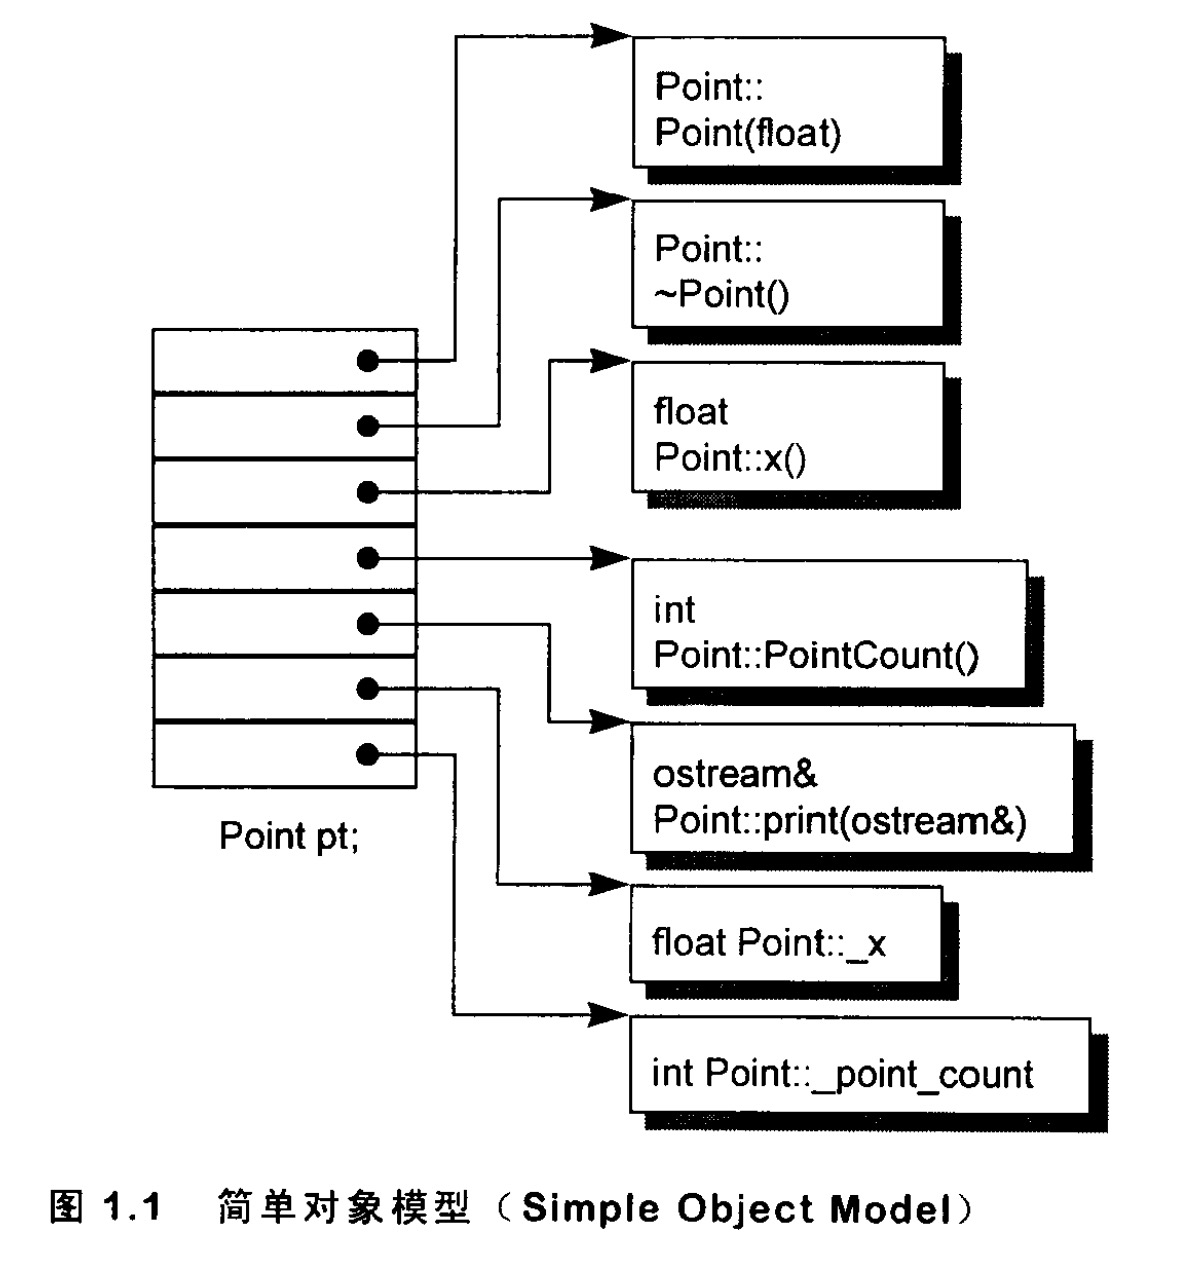 Point::
Point(float)
Point::
~Point()
float
Point::x()
int
Point::PointCount()
ostream&
Point::print(ostream&)
Point pt;
float Point::_x
int Point::_point_count
图 1.1 简单对象模型（Simple Object Model）